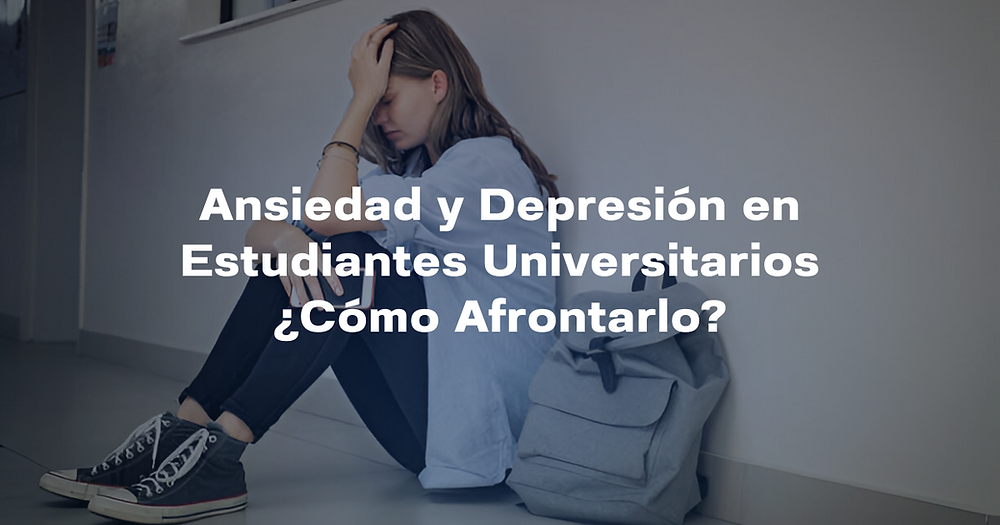 Ansiedad y Depresión en
Estudiantes Universitarios
¿Cómo Afrontarlo?